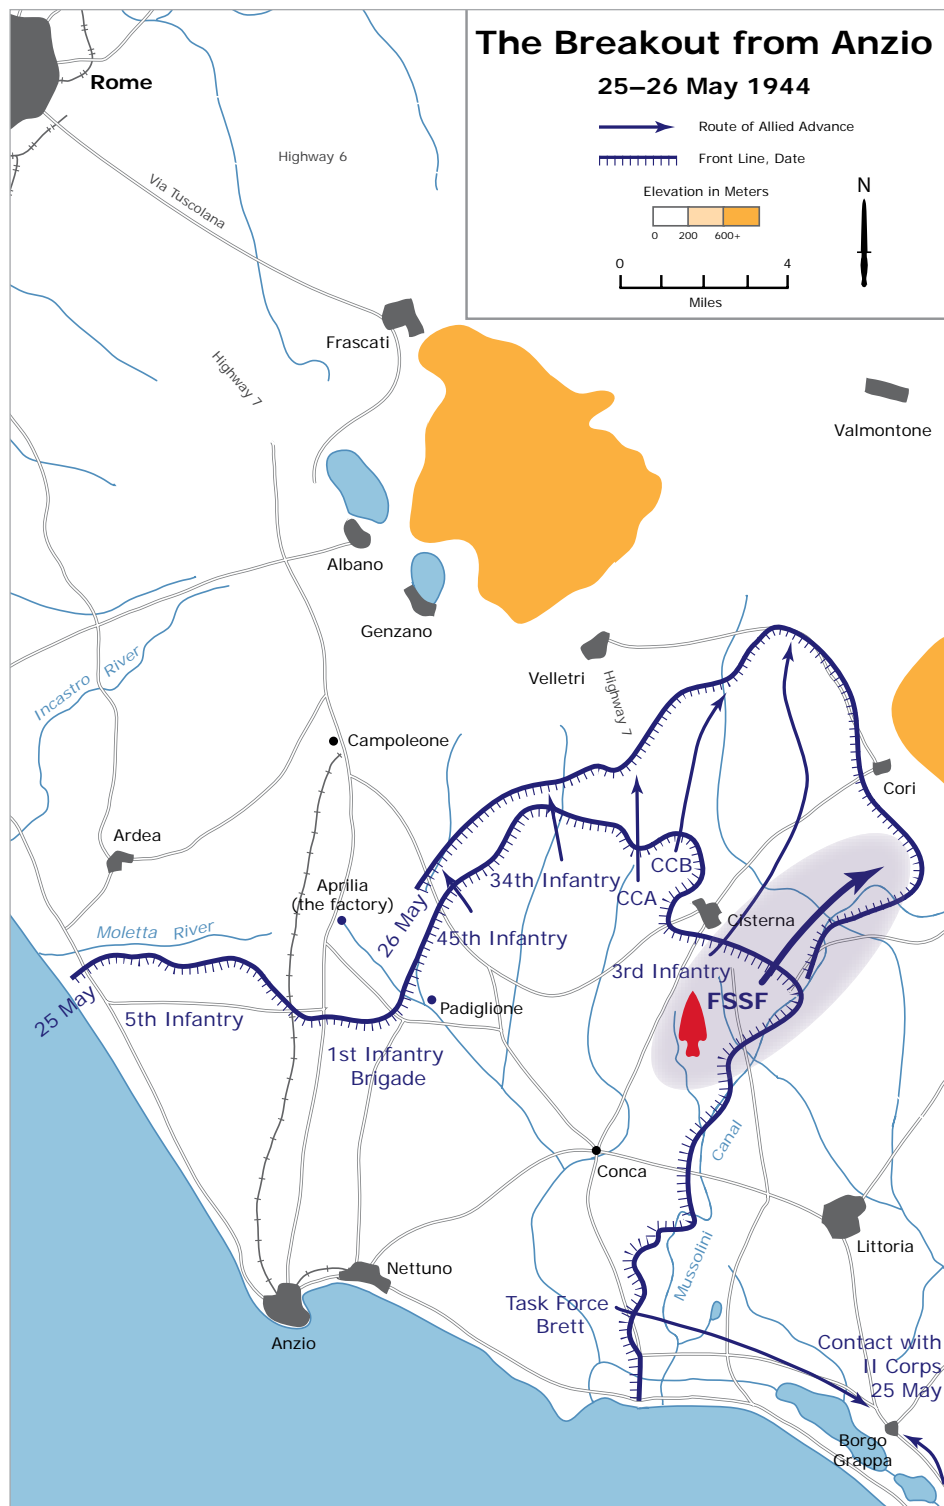 The Breakout from Anzio
25–26 May 1944
Route of Allied Advance
Front Line, Date
Elevation in Meters
0 200 600+
0 4
Miles
N
Rome
Highway 6
Via Tuscolana
Frascati
Highway 7
Valmontone
Albano
Genzano
Velletri
Highway 7
Incastro River
Campoleone
Cori
Ardea
Aprilia
(the factory)
34th Infantry
CCB
CCA
26 May
45th Infantry
Cisterna
Moletta River
3rd Infantry
25 May
5th Infantry
Padiglione
FSSF
1st Infantry
Brigade
Canal
Mussolini
Conca
Littoria
Nettuno
Anzio
Task Force
Brett
Contact with
II Corps
25 May
Borgo
Grappa